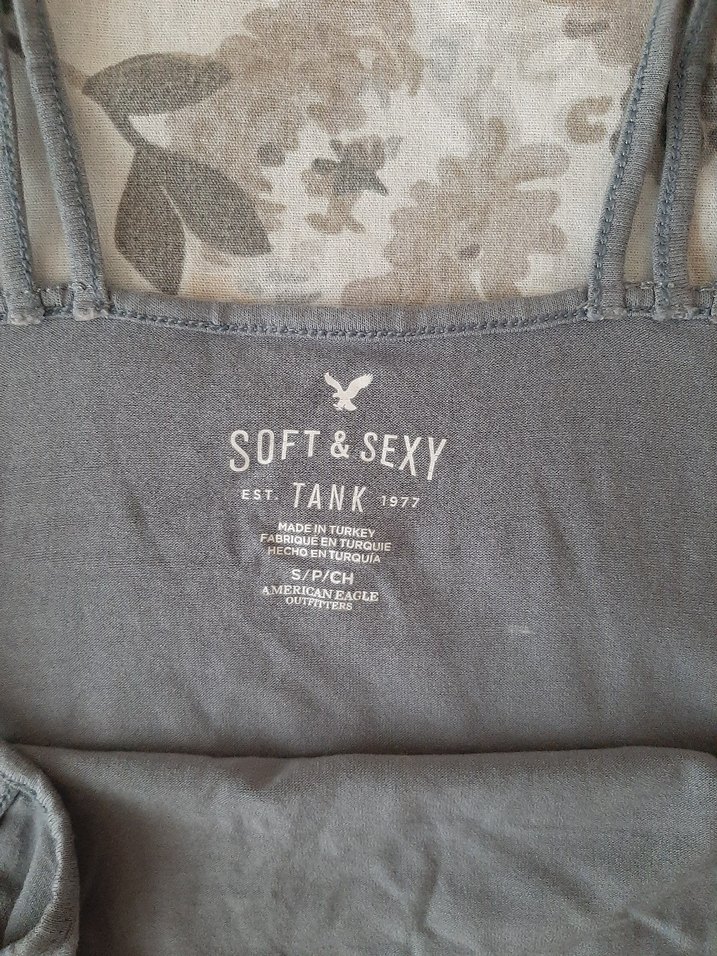 SOFT & SEXY
EST. TANK 1977
MADE IN TURKEY
FABRIQUÉ EN TURQUIE
HECHO EN TURQUÍA
S/P/CH
AMERICAN EAGLE
OUTFITTERS